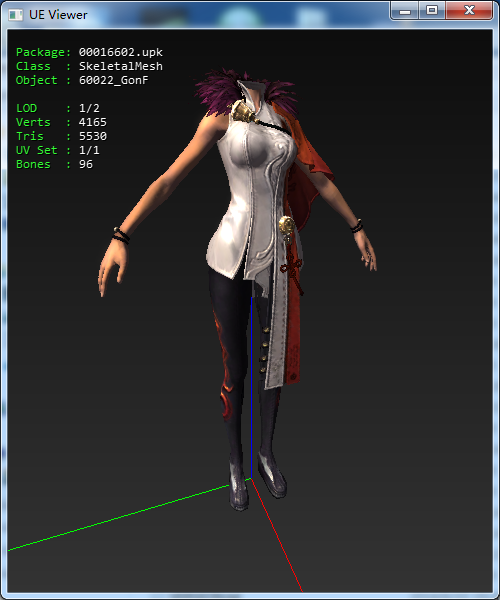 UE Viewer
Package: 00016602.upk
Class : SkeletalMesh
Object : 60022_GonF
LOD : 1/2
Verts : 4165
Tris : 5530
UV Set : 1/1
Bones : 96